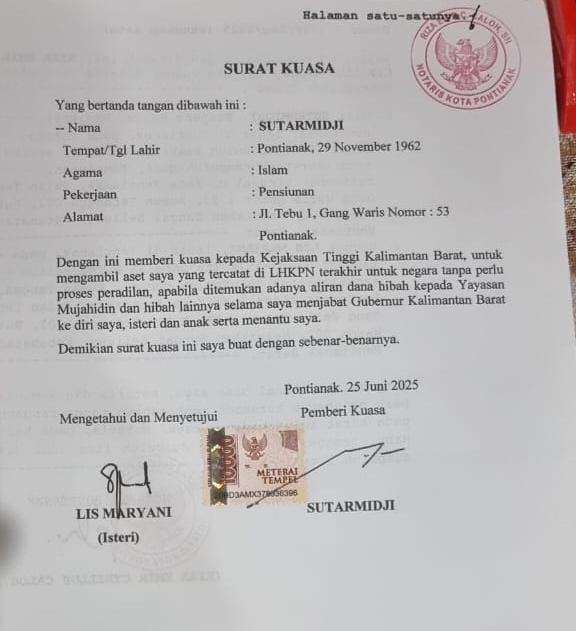 Halaman satu-satunya
NOTARIS KOTA PONTIANAK
SURAT KUASA
Yang bertanda tangan dibawah ini :
-- Nama : SUTARMIDJI
Tempat/Tgl Lahir : Pontianak, 29 November 1962
Agama : Islam
Pekerjaan : Pensiunan
Alamat : Jl. Tebu 1, Gang Waris Nomor : 53
Pontianak.
Dengan ini memberi kuasa kepada Kejaksaan Tinggi Kalimantan Barat, untuk
mengambil aset saya yang tercatat di LHKPN terakhir untuk negara tanpa perlu
proses peradilan, apabila ditemukan adanya aliran dana hibah kepada Yayasan
Mujahidin dan hibah lainnya selama saya menjabat Gubernur Kalimantan Barat
ke diri saya, isteri dan anak serta menantu saya.
Demikian surat kuasa ini saya buat dengan sebenar-benarnya.
Pontianak. 25 Juni 2025
Mengetahui dan Menyetujui Pemberi Kuasa
10000
METERAI
TEMPEL
LIS MARYANI SUTARMIDJI
(Isteri)